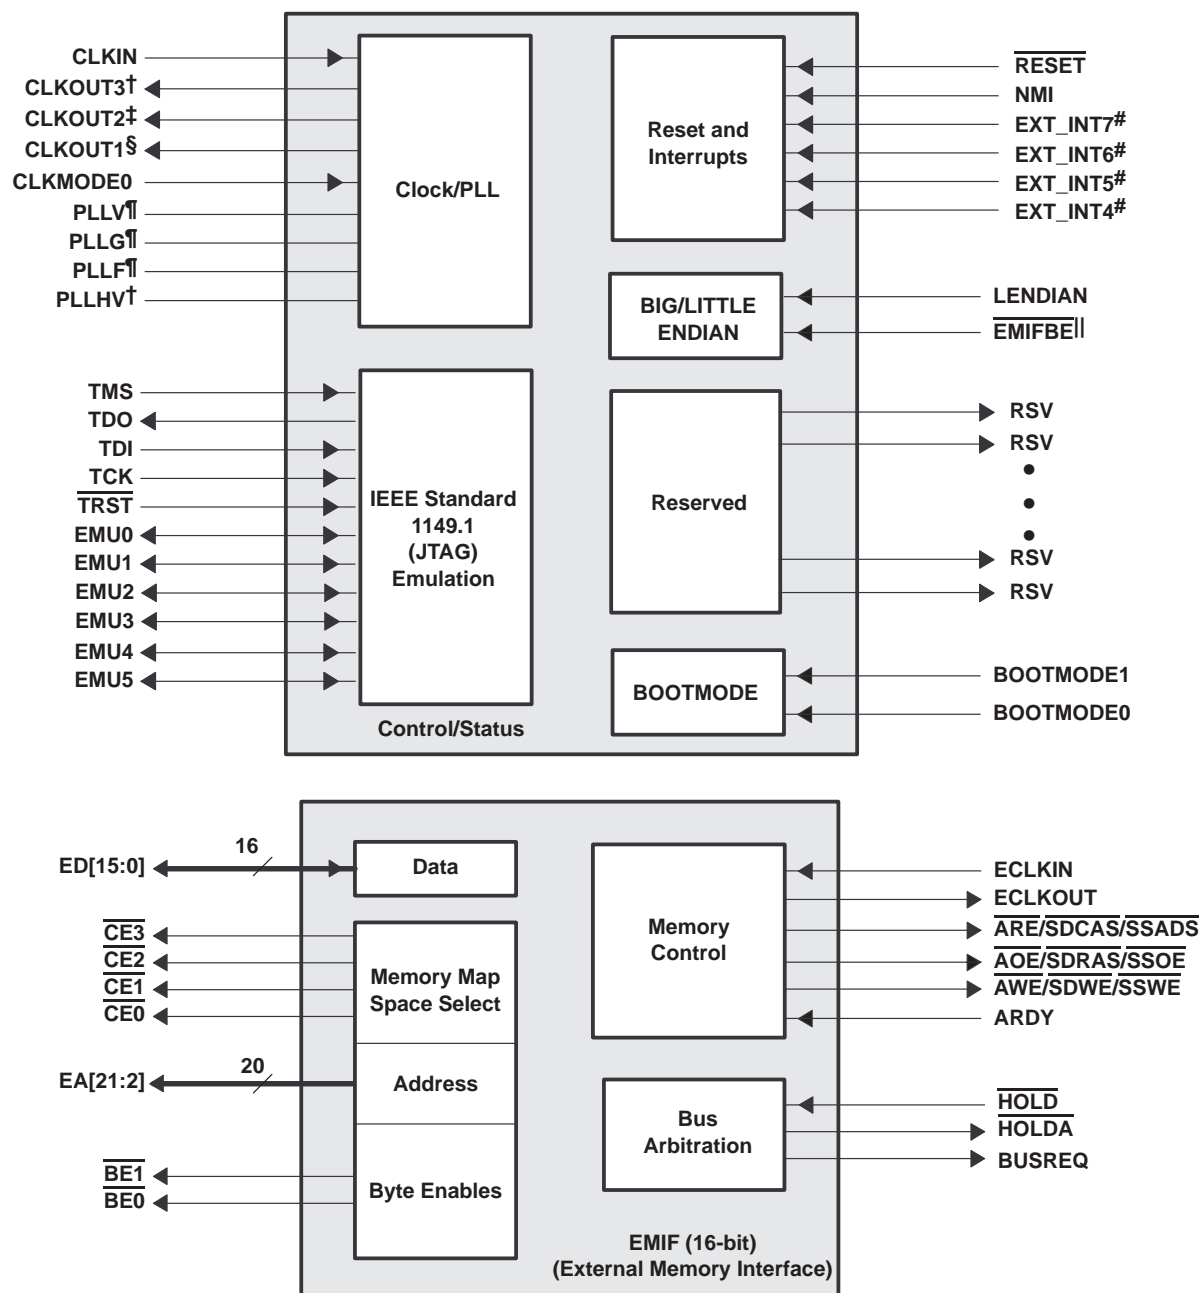 CLKIN
CLKOUT3†
CLKOUT2‡
CLKOUT1§
CLKMODE0
PLLV¶
PLLG¶
PLLF¶
PLLHV†
Clock/PLL
Reset and
Interrupts
RESET
NMI
EXT_INT7#
EXT_INT6#
EXT_INT5#
EXT_INT4#
BIG/LITTLE
ENDIAN
LENDIAN
EMIFBE||
TMS
TDO
TDI
TCK
TRST
EMU0
EMU1
EMU2
EMU3
EMU4
EMU5
IEEE Standard
1149.1
(JTAG)
Emulation
Reserved
RSV
RSV
•
•
•
RSV
RSV
BOOTMODE
BOOTMODE1
BOOTMODE0
Control/Status
ED[15:0]
16
Data
CE3
CE2
CE1
CE0
Memory Map
Space Select
EA[21:2]
20
Address
BE1
BE0
Byte Enables
Memory
Control
ECLKIN
ECLKOUT
ARE/SDCAS/SSADS
AOE/SDRAS/SSOE
AWE/SDWE/SSWE
ARDY
Bus
Arbitration
HOLD
HOLDA
BUSREQ
EMIF (16-bit)
(External Memory Interface)